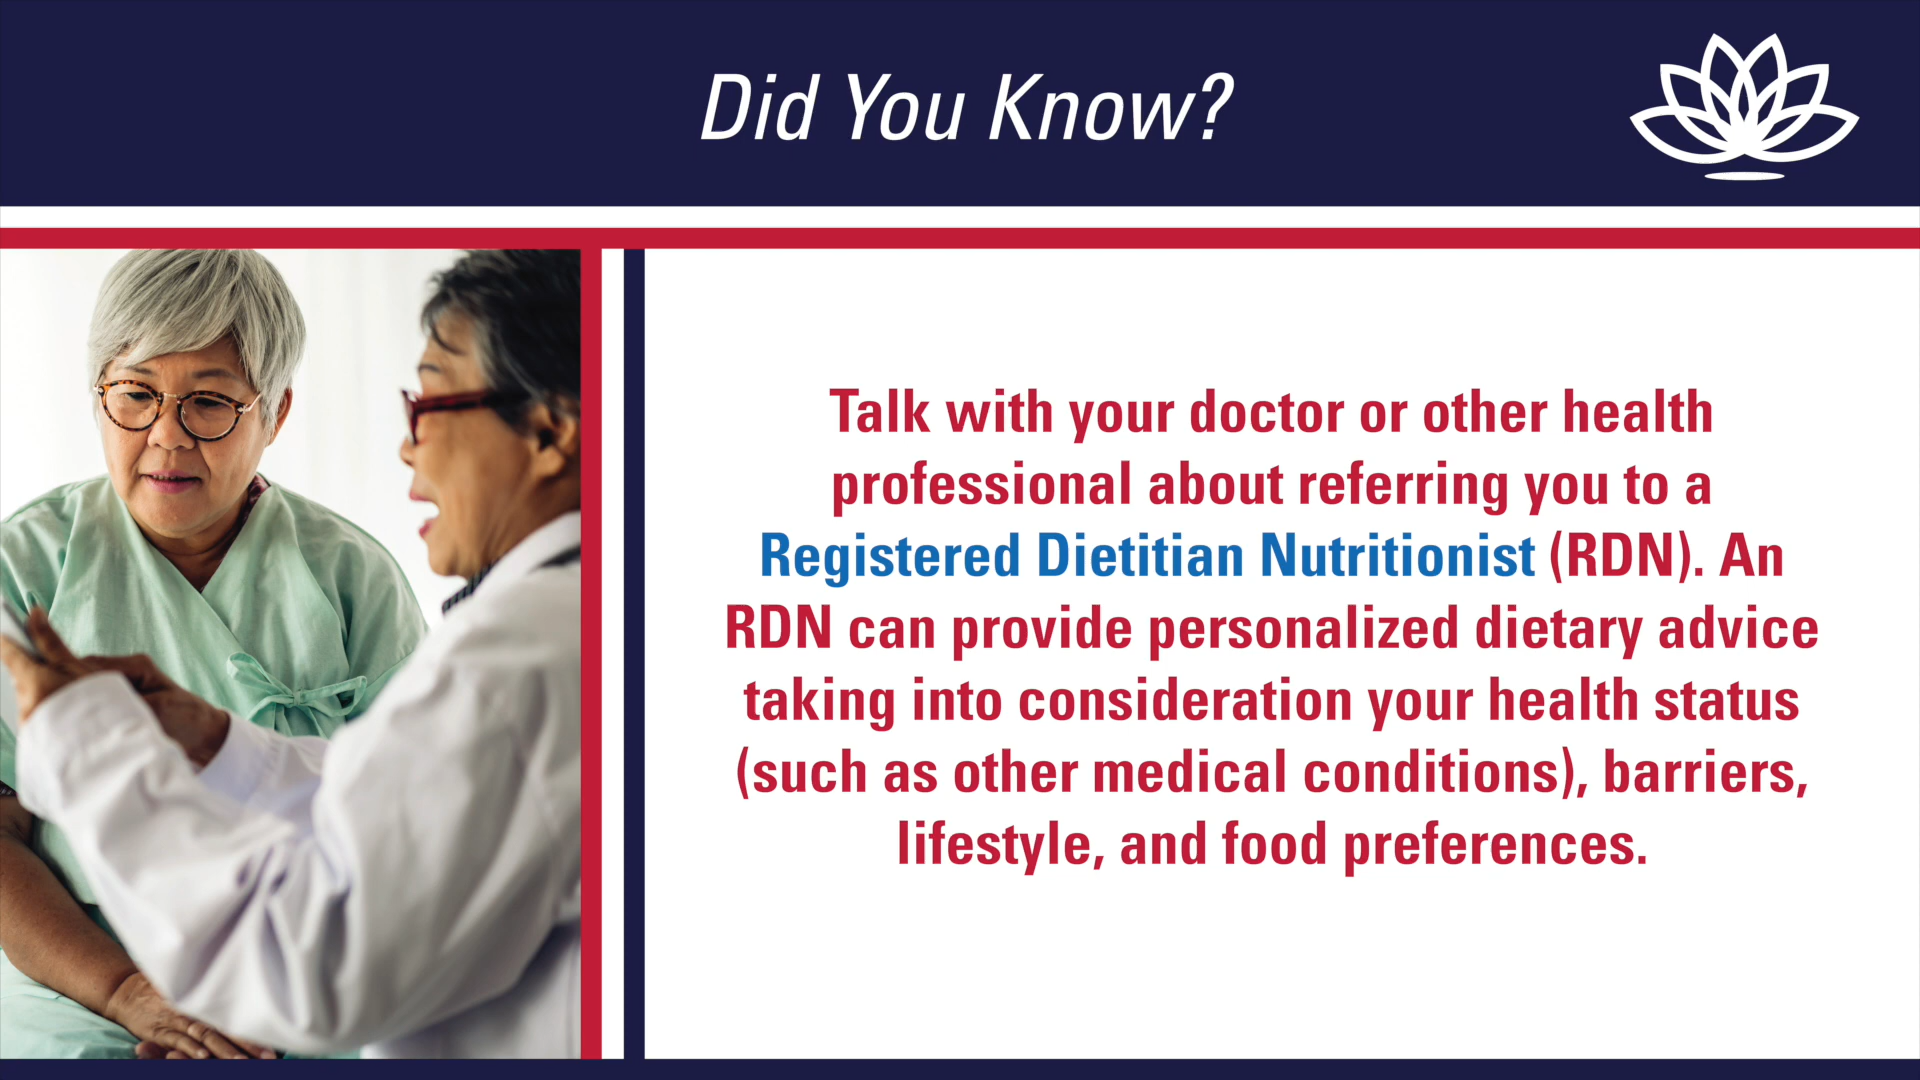 Did You Know?
Talk with your doctor or other health
professional about referring you to a
Registered Dietitian Nutritionist (RDN). An
RDN can provide personalized dietary advice
taking into consideration your health status
(such as other medical conditions), barriers,
lifestyle, and food preferences.